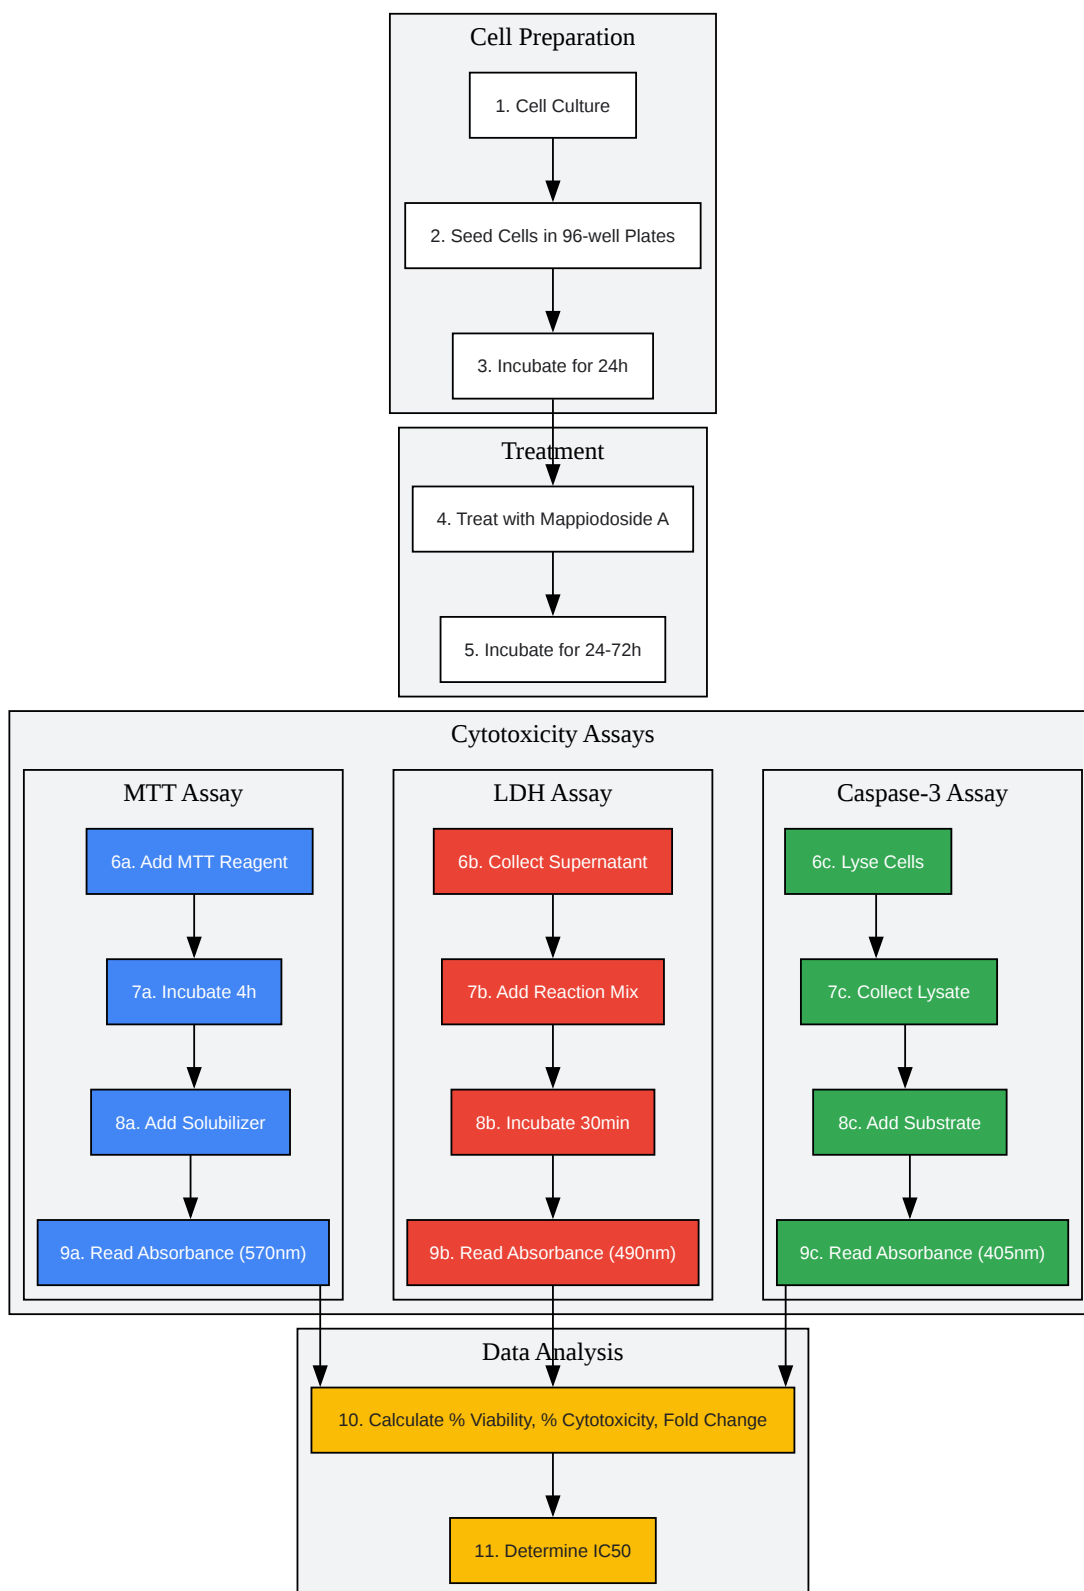 Cell Preparation
1. Cell Culture
2. Seed Cells in 96-well Plates
3. Incubate for 24h
Treatment
4. Treat with Mappiodoside A
5. Incubate for 24-72h
Cytotoxicity Assays
MTT Assay
6a. Add MTT Reagent
7a. Incubate 4h
8a. Add Solubilizer
9a. Read Absorbance (570nm)
LDH Assay
6b. Collect Supernatant
7b. Add Reaction Mix
8b. Incubate 30min
9b. Read Absorbance (490nm)
Caspase-3 Assay
6c. Lyse Cells
7c. Collect Lysate
8c. Add Substrate
9c. Read Absorbance (405nm)
Data Analysis
10. Calculate % Viability, % Cytotoxicity, Fold Change
11. Determine IC50